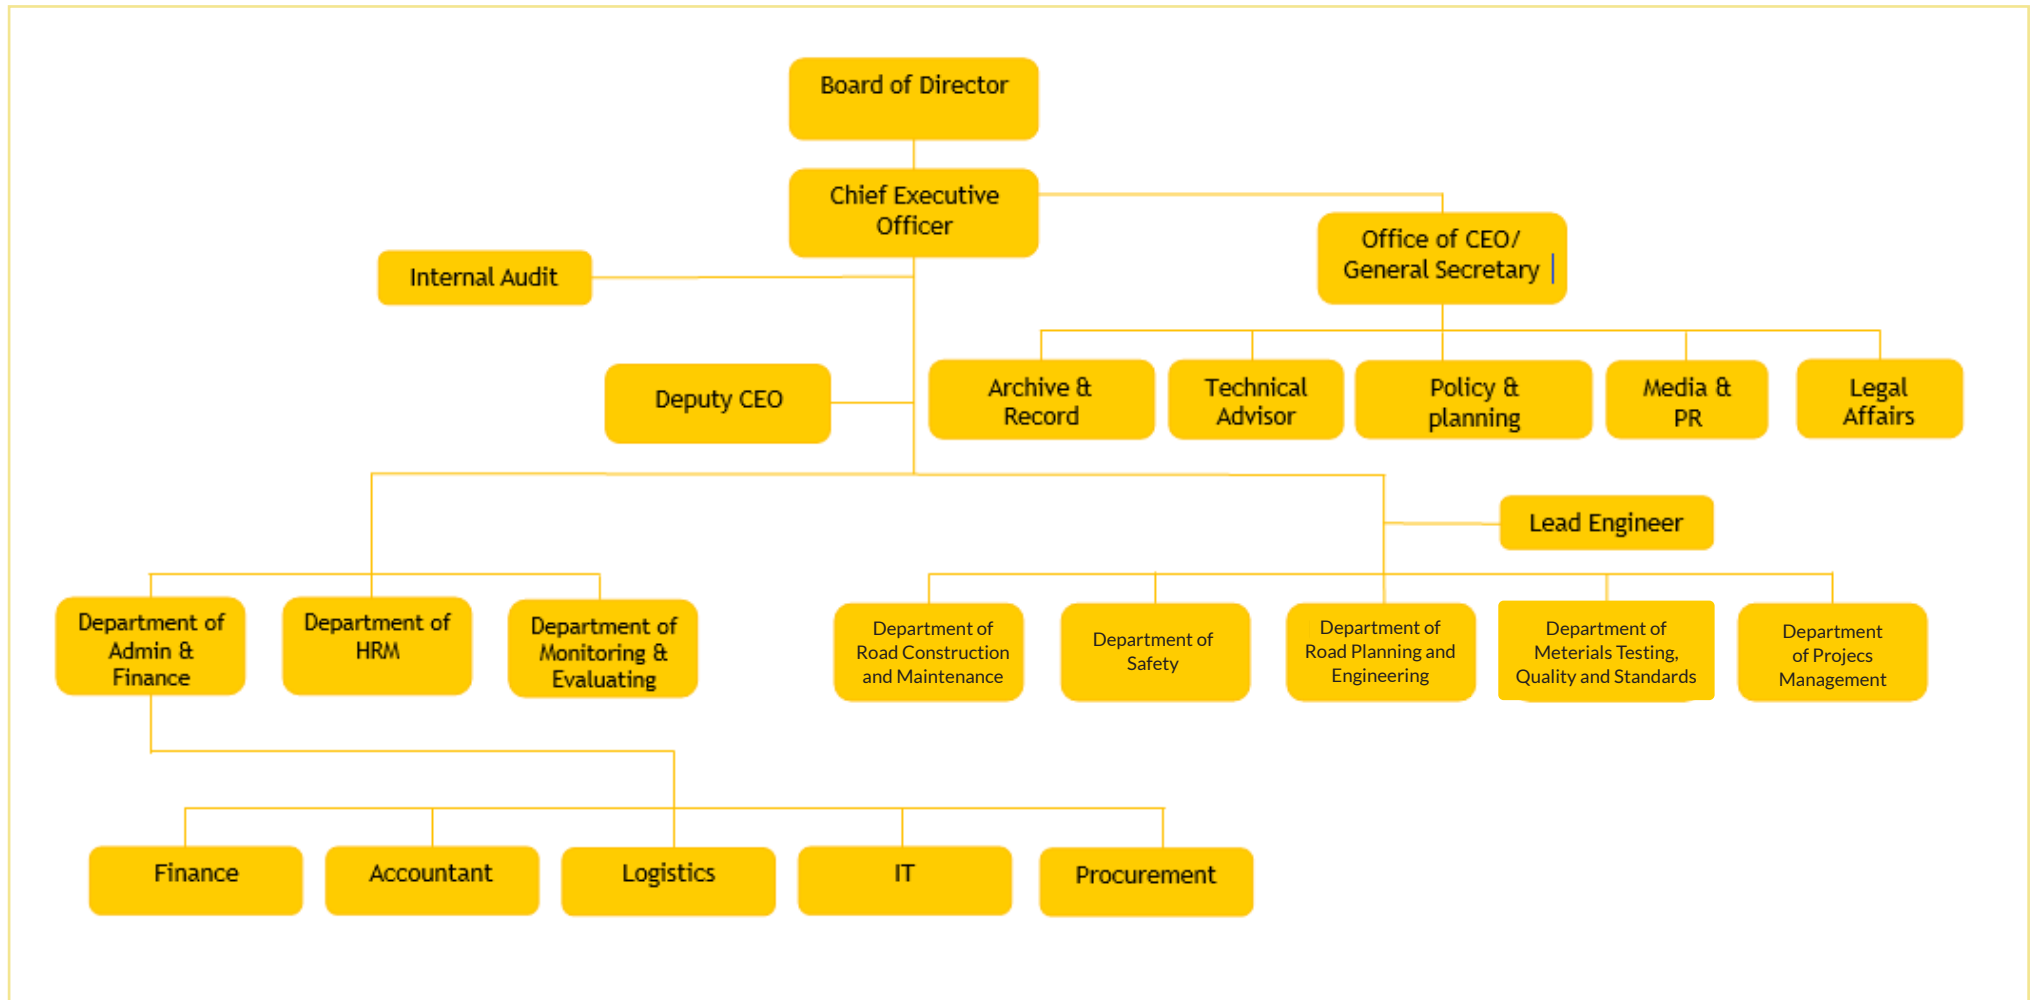 Board of Director
Chief Executive
Officer
Office of CEO/
General Secretary
Internal Audit
Deputy CEO
Archive &
Record
Technical
Advisor
Policy &
planning
Media &
PR
Legal
Affairs
Lead Engineer
Department of
Admin &
Finance
Department of
HRM
Department of
Monitoring &
Evaluating
Department of
Road Construction
and Maintenance
Department of
Safety
Department of
Road Planning and
Engineering
Department of
Meterials Testing,
Quality and Standards
Department
of Projecs
Management
Finance
Accountant
Logistics
IT
Procurement